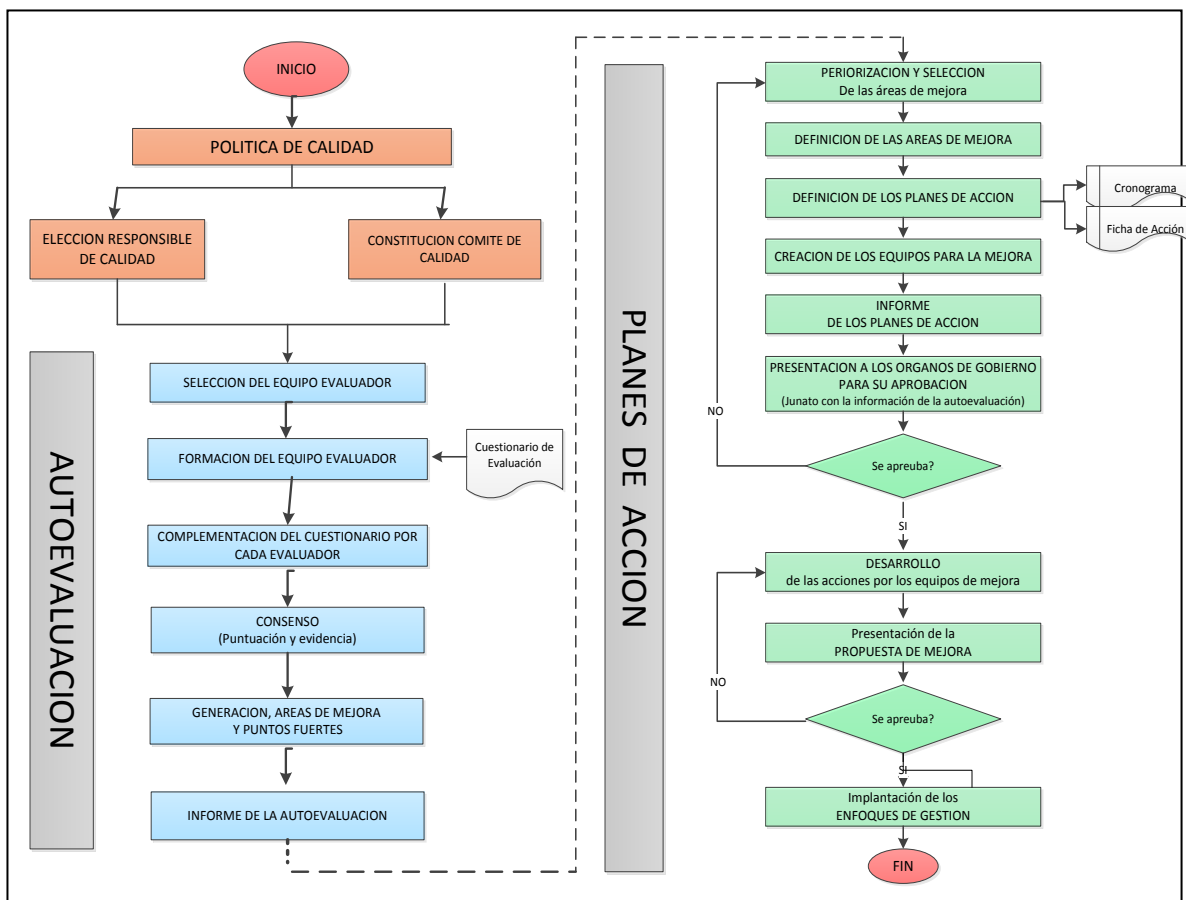 INICIO
POLITICA DE CALIDAD
ELECCION RESPONSIBLE
DE CALIDAD
CONSTITUCION COMITE DE
CALIDAD
AUTOEVALUACION
SELECCION DEL EQUIPO EVALUADOR
FORMACION DEL EQUIPO EVALUADOR
Cuestionario de
Evaluación
COMPLEMENTACION DEL CUESTIONARIO POR
CADA EVALUADOR
CONSENSO
(Puntuación y evidencia)
GENERACION, AREAS DE MEJORA
Y PUNTOS FUERTES
INFORME DE LA AUTOEVALUACION
PLANES DE ACCION
PERIORIZACION Y SELECCION
De las áreas de mejora
DEFINICION DE LAS AREAS DE MEJORA
DEFINICION DE LOS PLANES DE ACCION
Cronograma
Ficha de Acción
CREACION DE LOS EQUIPOS PARA LA MEJORA
INFORME
DE LOS PLANES DE ACCION
PRESENTACION A LOS ORGANOS DE GOBIERNO
PARA SU APROBACION
(Junato con la información de la autoevaluación)
NO
Se apreuba?
SI
DESARROLLO
de las acciones por los equipos de mejora
Presentación de la
PROPUESTA DE MEJORA
NO
Se apreuba?
SI
Implantación de los
ENFOQUES DE GESTION
FIN